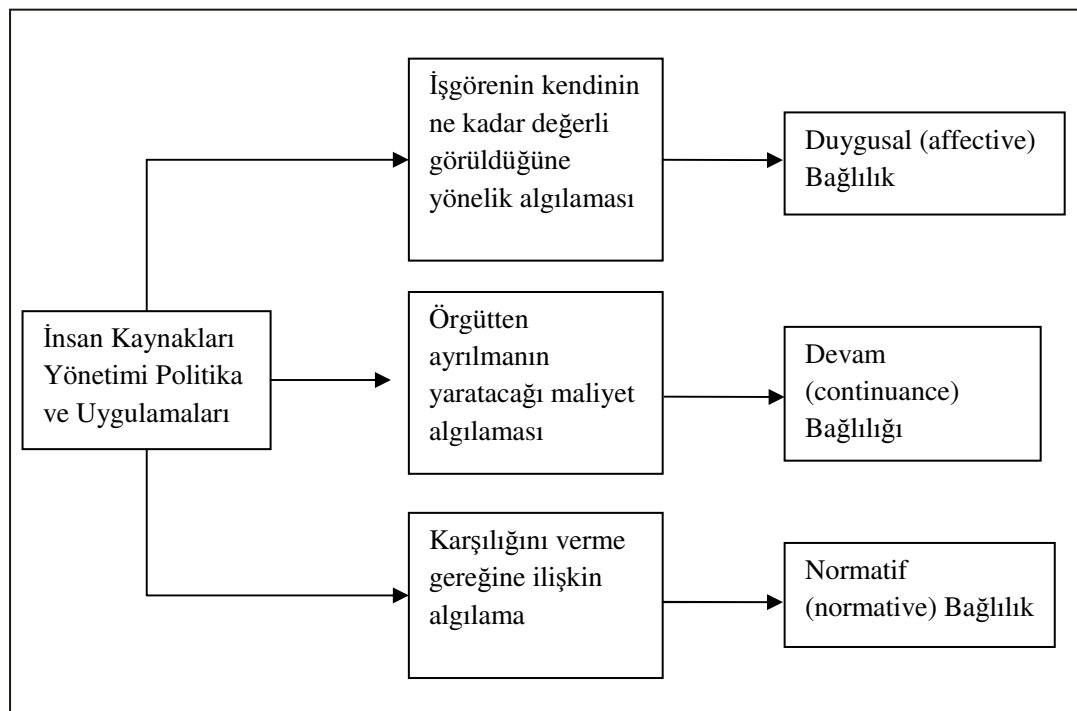 İşgörenin kendinin
ne kadar değerli
görüldüğüne
yönelik algılaması
Duygusal (affective)
Bağlılık
İnsan Kaynakları
Yönetimi Politika
ve Uygulamaları
Örgütten
ayrılmanın
yaratacağı maliyet
algılaması
Devam
(continuance)
Bağlılığı
Karşılığını verme
gereğine ilişkin
algılama
Normatif
(normative) Bağlılık